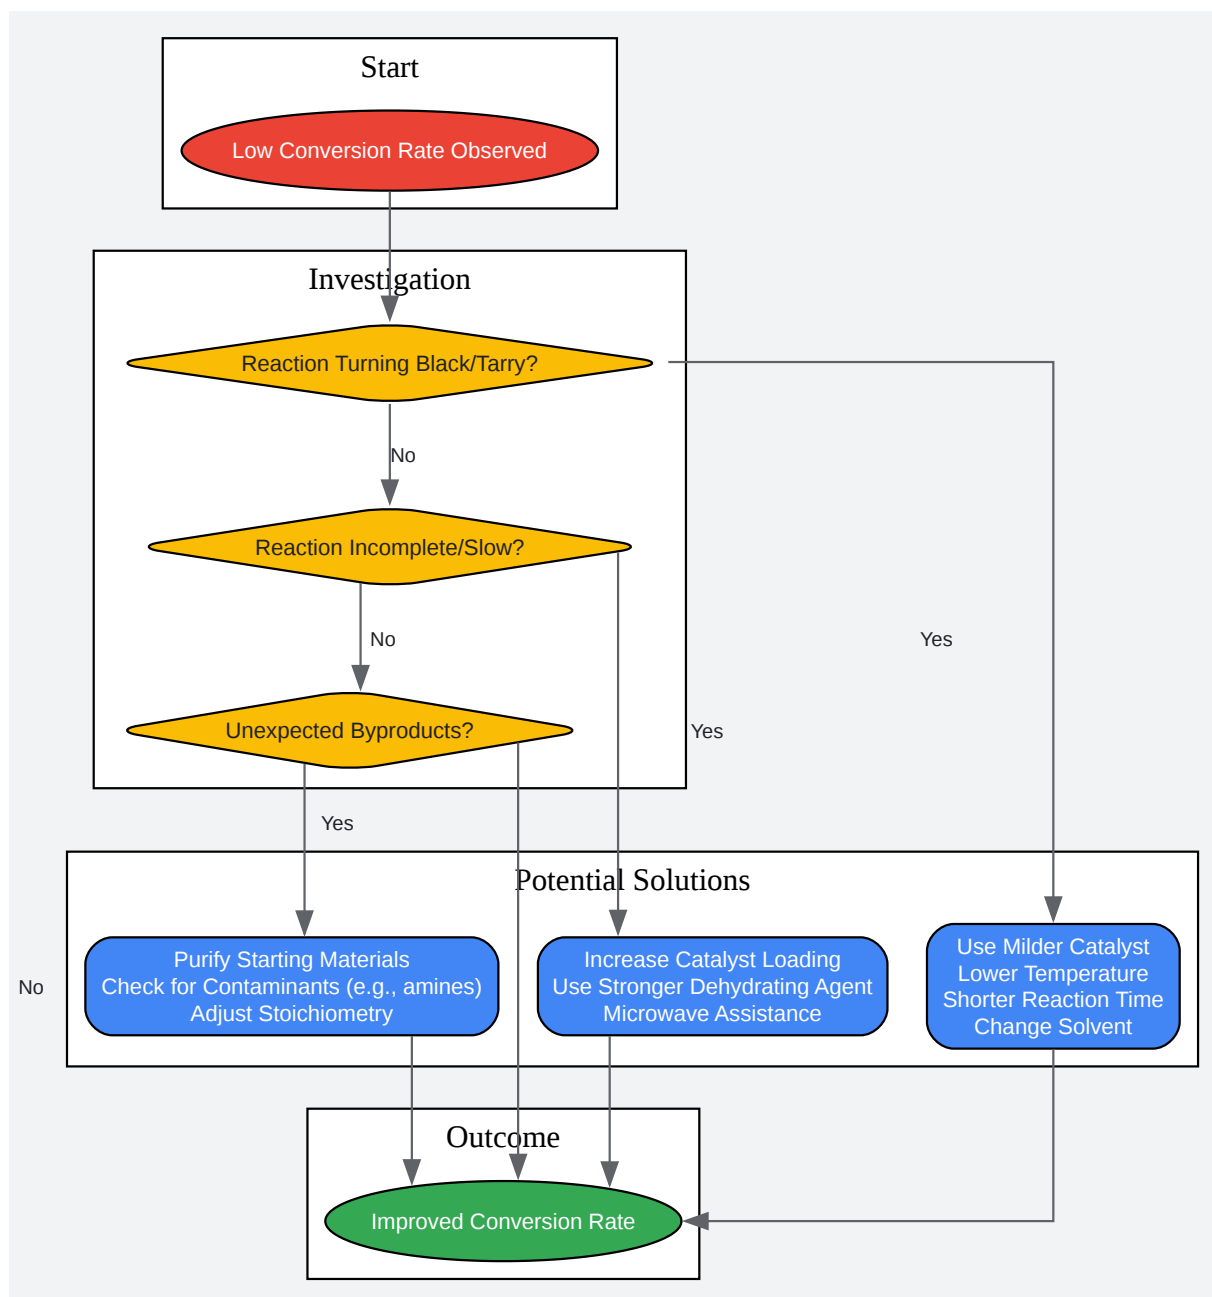 Start
Low Conversion Rate Observed
Investigation
Reaction Turning Black/Tarry?
No
Reaction Incomplete/Slow?
No
Yes
Unexpected Byproducts?
Yes
Yes
Potential Solutions
Purify Starting Materials
Check for Contaminants (e.g., amines)
Adjust Stoichiometry
Increase Catalyst Loading
Use Stronger Dehydrating Agent
Microwave Assistance
Use Milder Catalyst
Lower Temperature
Shorter Reaction Time
Change Solvent
No
Outcome
Improved Conversion Rate